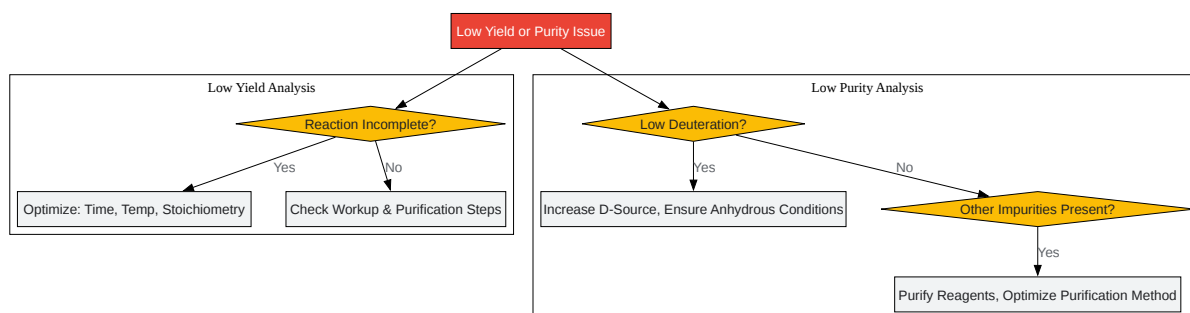 Low Yield or Purity Issue
Low Yield Analysis
Low Purity Analysis
Reaction Incomplete?
Low Deuteration?
Yes
No
Yes
No
Optimize: Time, Temp, Stoichiometry
Check Workup & Purification Steps
Increase D-Source, Ensure Anhydrous Conditions
Other Impurities Present?
Yes
Purify Reagents, Optimize Purification Method